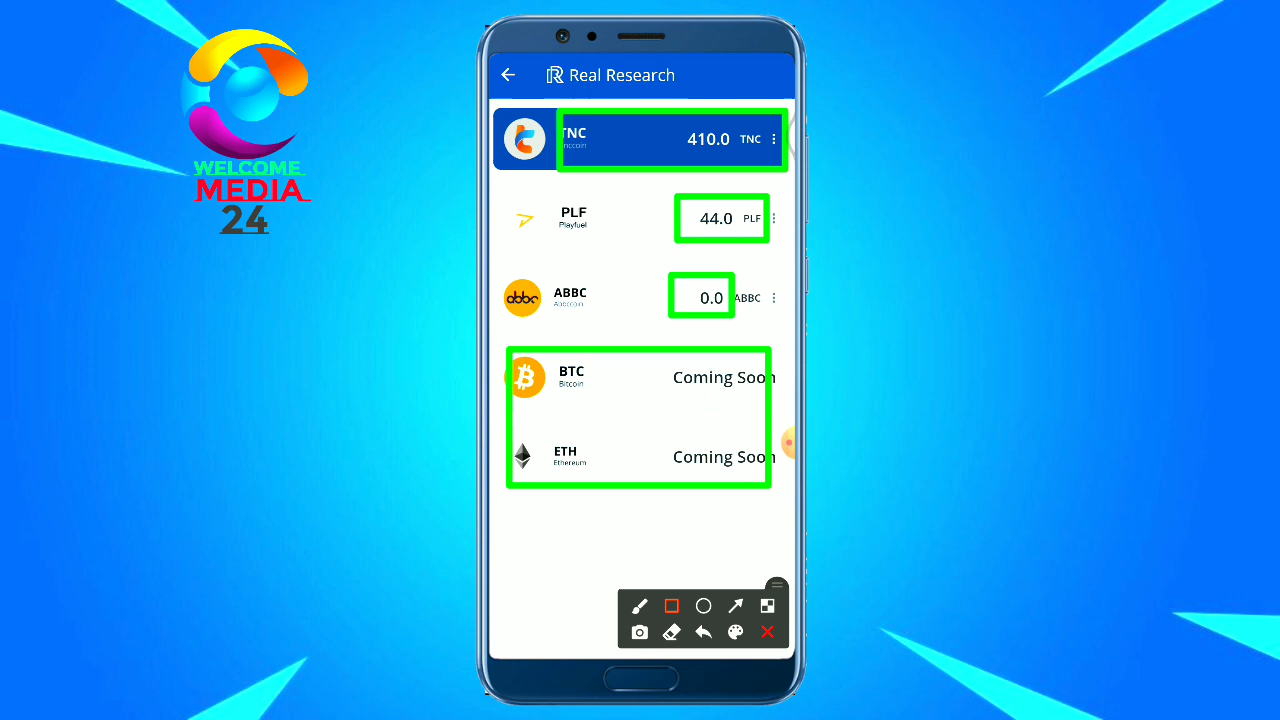 WELCOME
MEDIA
24
Real Research
TNC
410.0 TNC
PLF
Playfuel
44.0 PLF
ABBC
Abbccoin
0.0 ABBC
BTC
Bitcoin
Coming Soon
ETH
Ethereum
Coming Soon